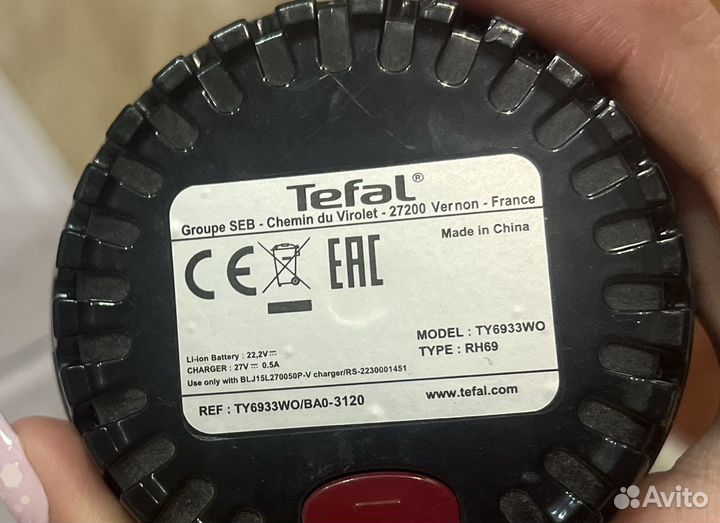 Tefal®
Groupe SEB - Chemin du Virolet - 27200 Vernon - France
Made in China
CE EAC
MODEL : TY6933WO
TYPE : RH69
Li-ion Battery : 22,2V⎓
CHARGER : 27V⎓ 0.5A
Use only with BLJ15L270050P-V charger/RS-2230001451
REF : TY6933WO/BA0-3120
www.tefal.com
Avito